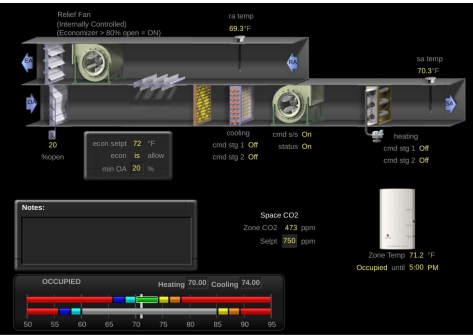 Relief Fan
(Internally Controlled)
(Economizer > 80% open = ON)
ra temp
69.3°F
sa temp
70.3°F
EA
RA
OA
SA
20
%open
econ setpt 72 °F
econ is allow
min OA 20 %
cooling
cmd stg 1 Off
cmd stg 2 Off
cmd s/s On
status On
heating
cmd stg 1 Off
cmd stg 2 Off
Notes:
Space CO2
Zone CO2 473 ppm
Setpt 750 ppm
Zone Temp 71.2 °F
Occupied until 5:00 PM
OCCUPIED
Heating 70.00 Cooling 74.00
50 55 60 65 70 75 80 85 90 95